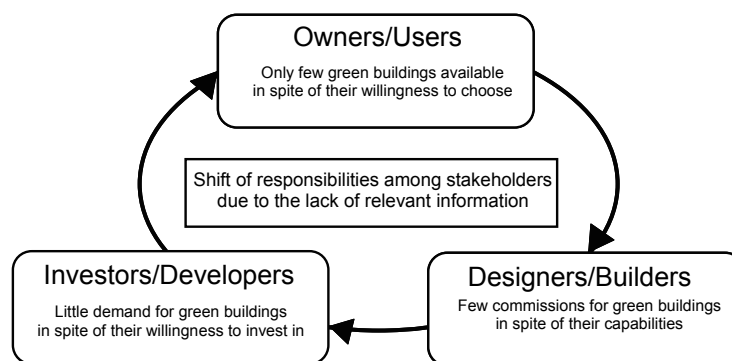 Owners/Users
Only few green buildings available
in spite of their willingness to choose
Shift of responsibilities among stakeholders
due to the lack of relevant information
Investors/Developers
Little demand for green buildings
in spite of their willingness to invest in
Designers/Builders
Few commissions for green buildings
in spite of their capabilities